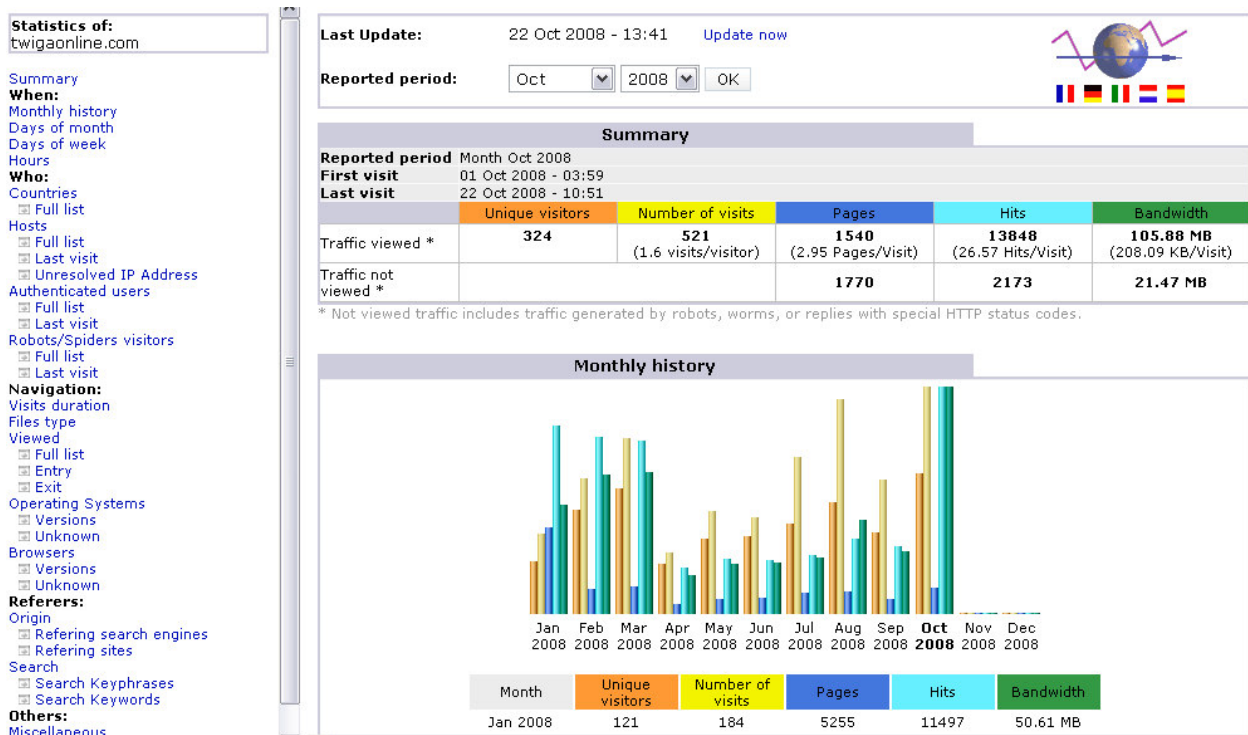 Statistics of:
twigaonline.com
Summary
When:
Monthly history
Days of month
Days of week
Hours
Who:
Countries
Full list
Hosts
Full list
Last visit
Unresolved IP Address
Authenticated users
Full list
Last visit
Robots/Spiders visitors
Full list
Last visit
Navigation:
Visits duration
Files type
Viewed
Full list
Entry
Exit
Operating Systems
Versions
Unknown
Browsers
Versions
Unknown
Referers:
Origin
Refering search engines
Refering sites
Search
Search Keyphrases
Search Keywords
Others:
Miscellaneous
Last Update: 22 Oct 2008 - 13:41 Update now
Reported period: Oct 2008 OK
Summary
Reported period Month Oct 2008
First visit 01 Oct 2008 - 03:59
Last visit 22 Oct 2008 - 10:51
Unique visitors Number of visits Pages Hits Bandwidth
Traffic viewed * 324 521 1540 13848 105.88 MB
(1.6 visits/visitor) (2.95 Pages/Visit) (26.57 Hits/Visit) (208.09 KB/Visit)
Traffic not
viewed * 1770 2173 21.47 MB
* Not viewed traffic includes traffic generated by robots, worms, or replies with special HTTP status codes.
Monthly history
Jan Feb Mar Apr May Jun Jul Aug Sep Oct Nov Dec
2008 2008 2008 2008 2008 2008 2008 2008 2008 2008 2008 2008
Month Unique visitors Number of visits Pages Hits Bandwidth
Jan 2008 121 184 5255 11497 50.61 MB